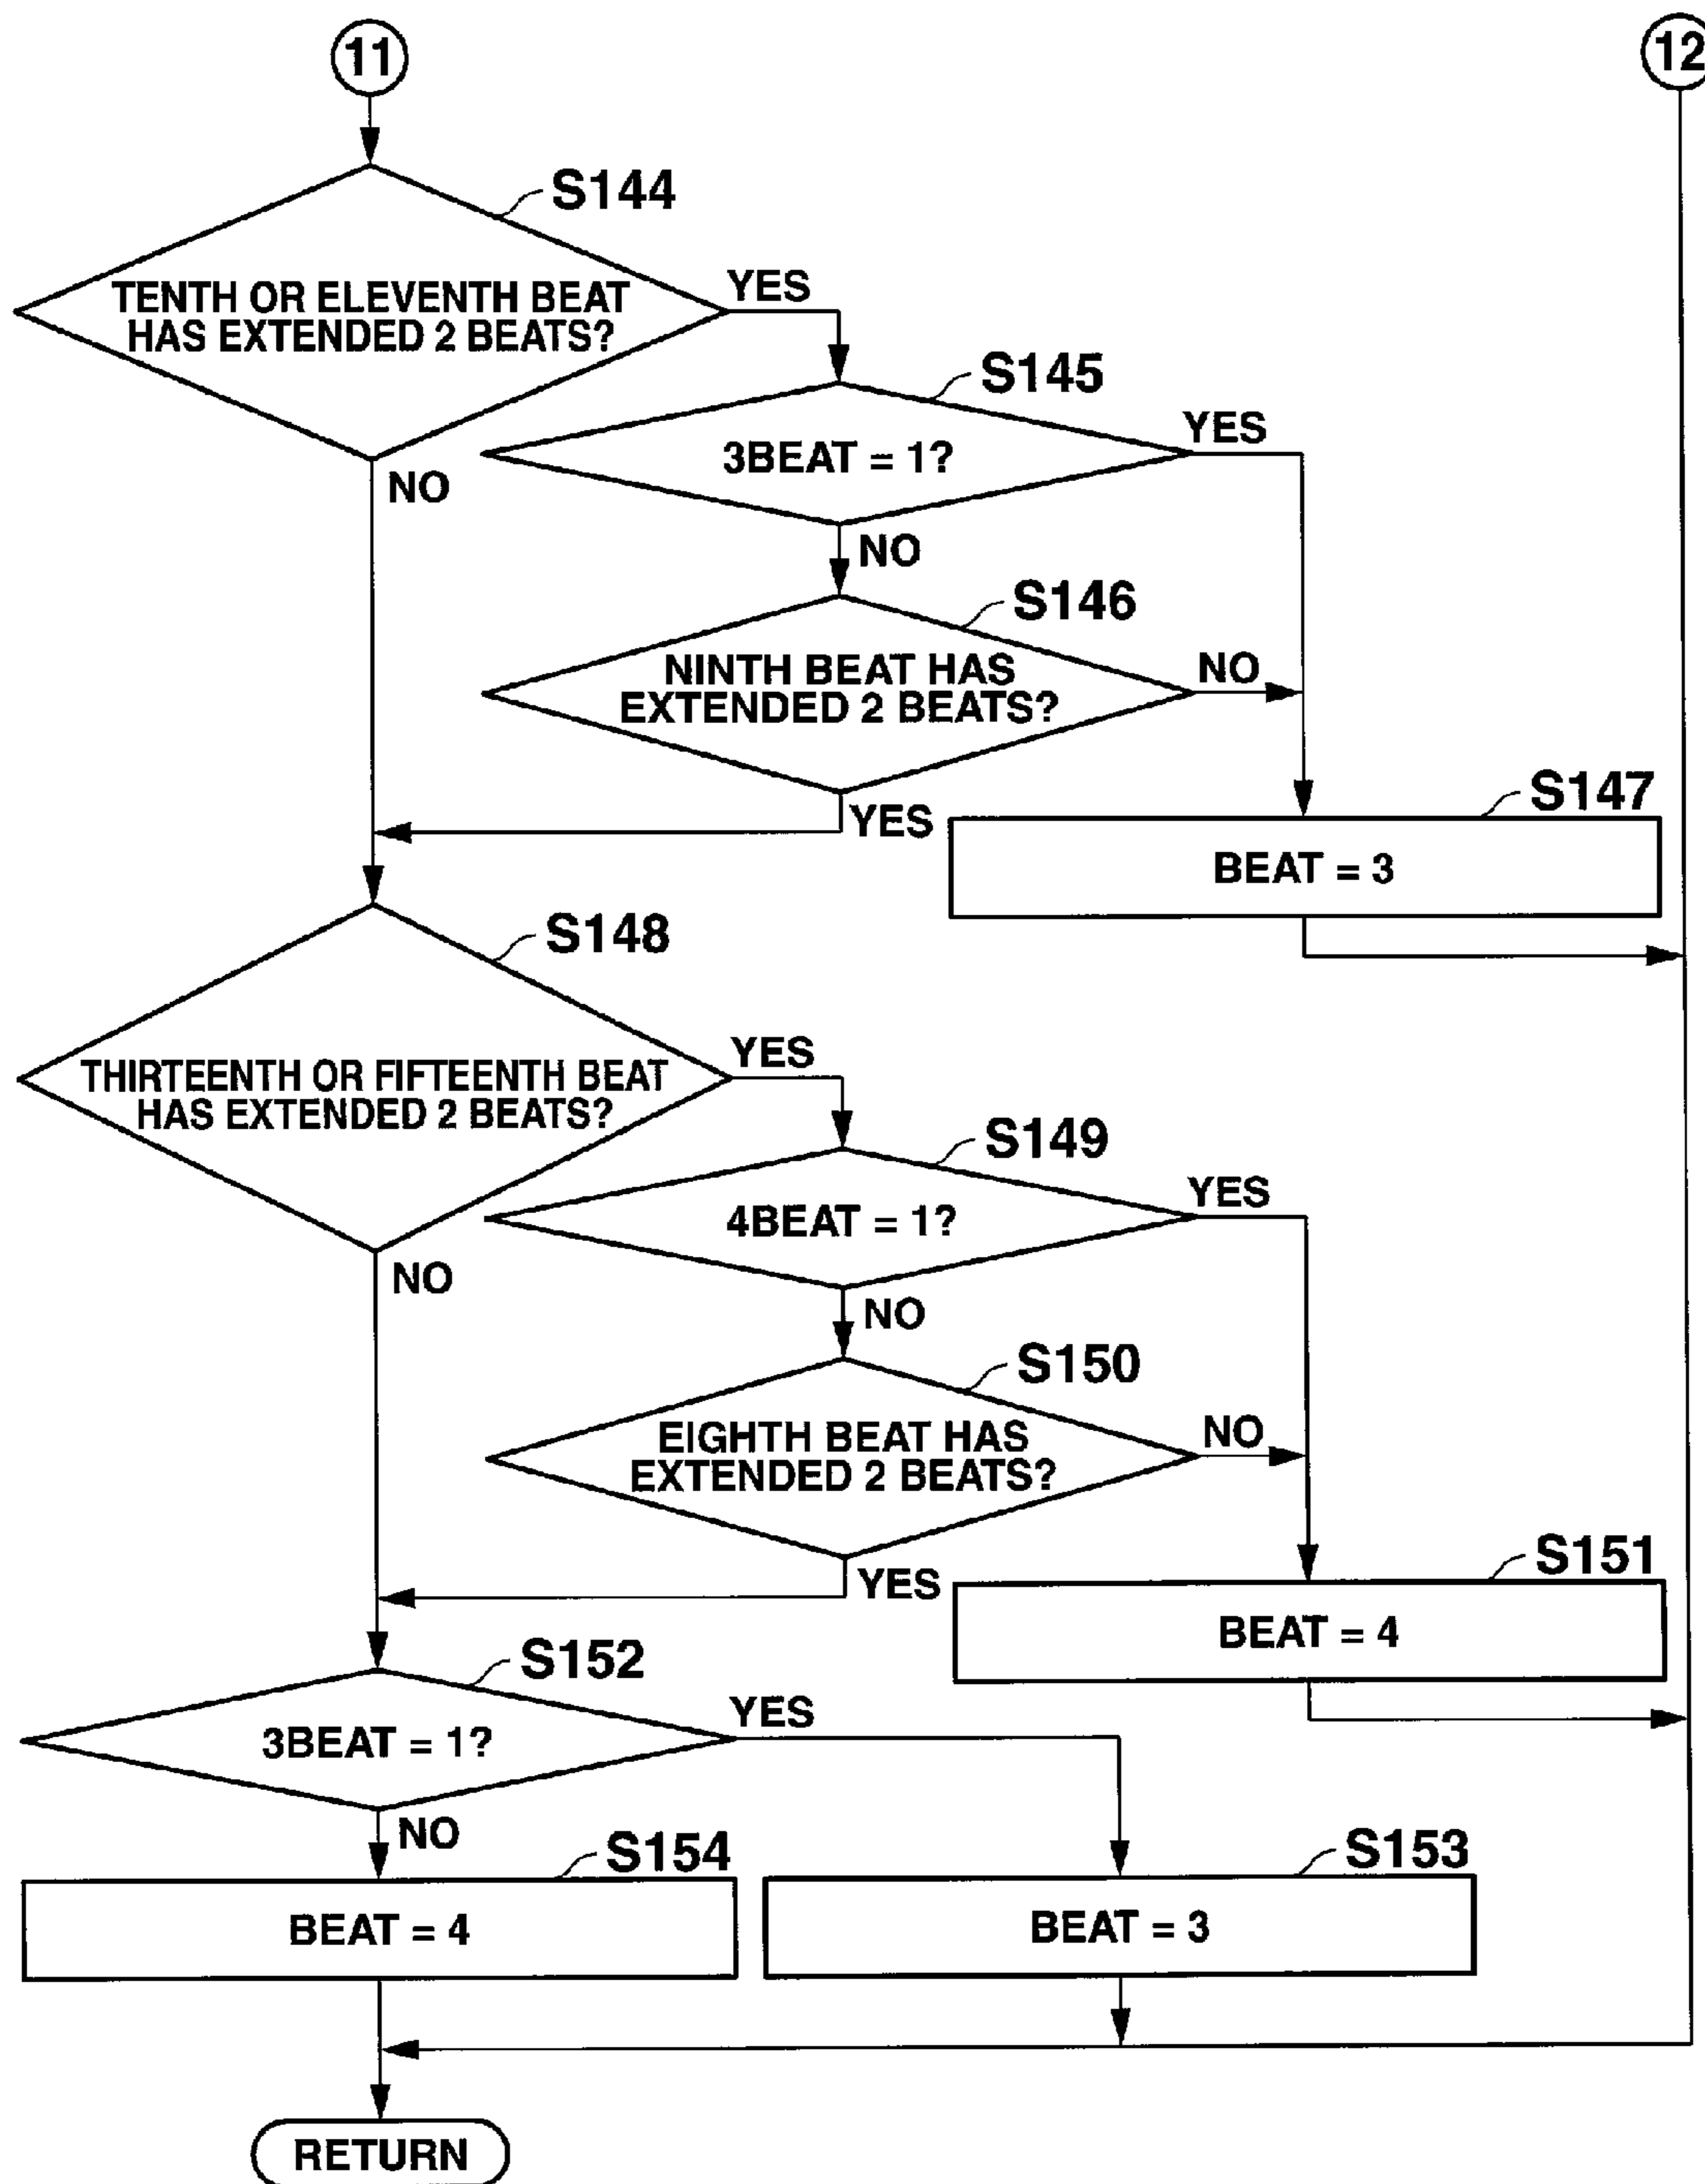 11
12
S144
TENTH OR ELEVENTH BEAT
HAS EXTENDED 2 BEATS?
YES
NO
S145
3BEAT = 1?
YES
NO
S146
NINTH BEAT HAS
EXTENDED 2 BEATS?
NO
YES
S147
BEAT = 3
S148
THIRTEENTH OR FIFTEENTH BEAT
HAS EXTENDED 2 BEATS?
YES
NO
S149
4BEAT = 1?
YES
NO
S150
EIGHTH BEAT HAS
EXTENDED 2 BEATS?
NO
YES
S151
BEAT = 4
S152
3BEAT = 1?
YES
NO
S154
BEAT = 4
S153
BEAT = 3
RETURN